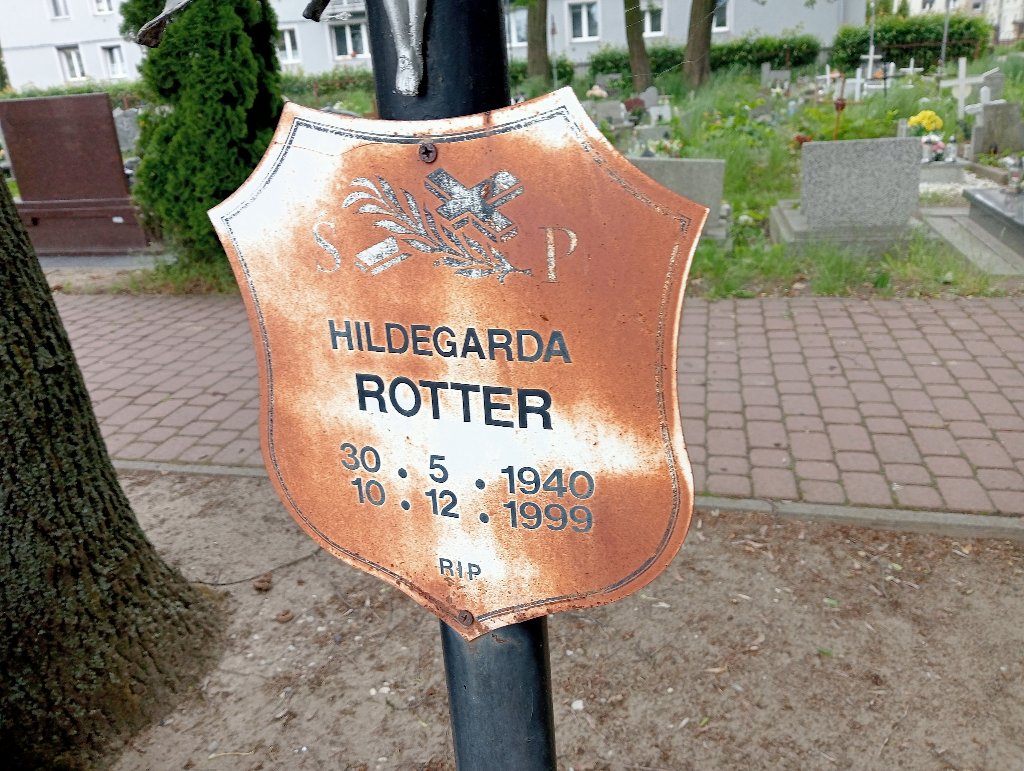 S P
HILDEGARDA
ROTTER
30 . 5 . 1940
10 . 12 . 1999
RIP